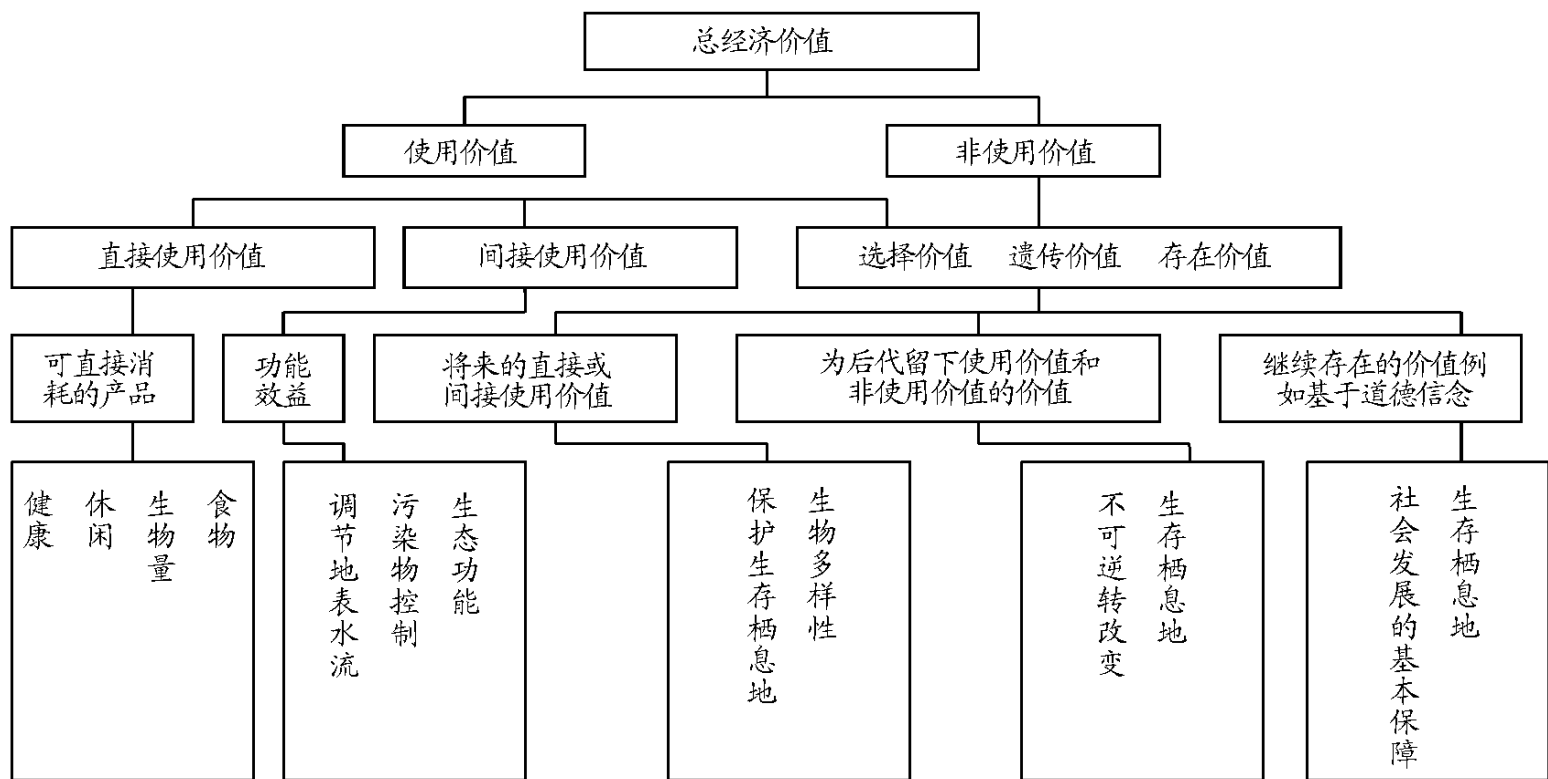 总经济价值
使用价值
非使用价值
直接使用价值
间接使用价值
选择价值 遗传价值 存在价值
可直接消
耗的产品
功能
效益
将来的直接或
间接使用价值
为后代留下使用价值和
非使用价值的价值
继续存在的价值例
如基于道德信念
食物
生物量
休闲
健康
生态功能
污染物控制
调节地表水流
生物多样性
保护生存栖息地
生存栖息地
不可逆转改变
生存栖息地
社会发展的基本保障